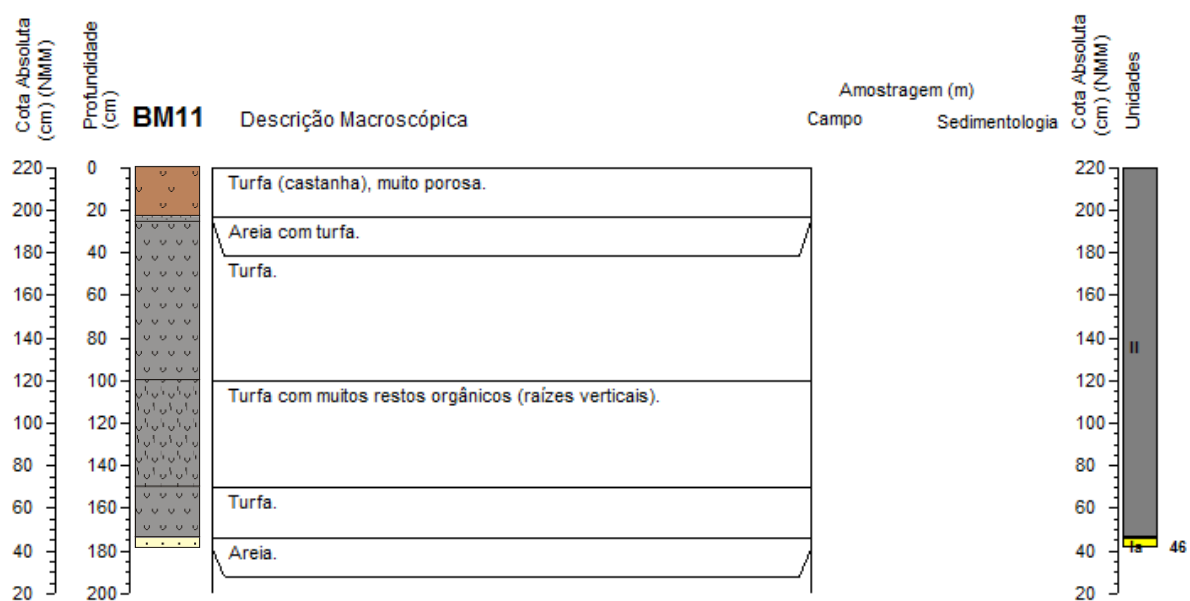 Cota Absoluta
(cm) (NMM)
Profundidade
(cm)
BM11
Descrição Macroscópica
Amostragem (m)
Campo
Sedimentologia
Cota Absoluta
(cm) (NMM)
Unidades
220
200
180
160
140
120
100
80
60
40
20
0
20
40
60
80
100
120
140
160
180
200
Turfa (castanha), muito porosa.
Areia com turfa.
Turfa.
Turfa com muitos restos orgânicos (raízes verticais).
Turfa.
Areia.
220
200
180
160
140
120
100
80
60
40
20
II
Ia
46